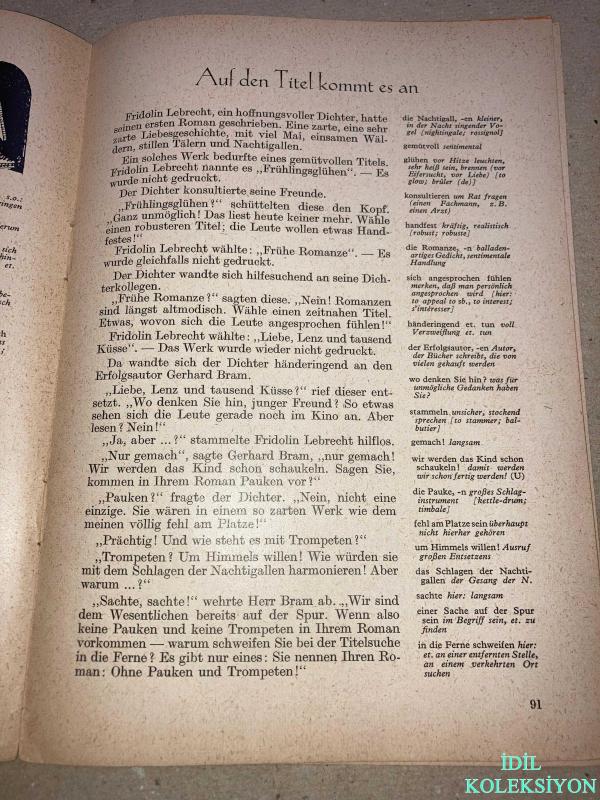 s.o.:
ringen
erum
sich
hin-
et.
be-
s
h
i
Auf den Titel kommt es an
Fridolin Lebrecht, ein hoffnungsvoller Dichter, hatte
seinen ersten Roman geschrieben. Eine zarte, eine sehr
zarte Liebesgeschichte, mit viel Mai, einsamen Wäl-
dern, stillen Tälern und Nachtigallen.
Ein solches Werk bedurfte eines gemütvollen Titels.
Fridolin Lebrecht nannte es „Frühlingsglühen“. — Es
wurde nicht gedruckt.
Der Dichter konsultierte seine Freunde.
„Frühlingsglühen?“ schüttelten diese den Kopf.
„Ganz unmöglich! Das liest heute keiner mehr. Wähle
einen robusteren Titel; die Leute wollen etwas Hand-
festes!“
Fridolin Lebrecht wählte: „Frühe Romanze“. — Es
wurde gleichfalls nicht gedruckt.
Der Dichter wandte sich hilfesuchend an seine Dich-
terkollegen.
„Frühe Romanze?“ sagten diese. „Nein! Romanzen
sind längst altmodisch. Wähle einen zeitnahen Titel.
Etwas, wovon sich die Leute angesprochen fühlen!“
Fridolin Lebrecht wählte: „Liebe, Lenz und tausend
Küsse“. — Das Werk wurde wieder nicht gedruckt.
Da wandte sich der Dichter händeringend an den
Erfolgsautor Gerhard Bram.
„Liebe, Lenz und tausend Küsse?“ rief dieser ent-
setzt. „Wo denken Sie hin, junger Freund? So etwas
sehen sich die Leute gerade noch im Kino an. Aber
lesen? Nein!“
„Ja, aber ...?“ stammelte Fridolin Lebrecht hilflos.
„Nur gemach“, sagte Gerhard Bram, „nur gemach!
Wir werden das Kind schon schaukeln. Sagen Sie,
kommen in Ihrem Roman Pauken vor?“
„Pauken?“ fragte der Dichter. „Nein, nicht eine
einzige. Sie wären in einem so zarten Werk wie dem
meinen völlig fehl am Platze!“
„Prächtig! Und wie steht es mit Trompeten?“
„Trompeten? Um Himmels willen! Wie würden sie
mit dem Schlagen der Nachtigallen harmonieren! Aber
warum ...?“
„Sachte, sachte!“ wehrte Herr Bram ab. „Wir sind
dem Wesentlichen bereits auf der Spur. Wenn also
keine Pauken und keine Trompeten in Ihrem Roman
vorkommen — warum schweifen Sie bei der Titelsuche
in die Ferne? Es gibt nur eines: Sie nennen Ihren Ro-
man: Ohne Pauken und Trompeten!“
die Nachtigall, -en kleiner,
in der Nacht singender Vo-
gel [nightingale; rossignol]
gemütvoll sentimental
glühen vor Hitze leuchten,
sehr heiß sein, brennen (vor
Eifersucht, vor Liebe) [to
glow; brûler (de)]
konsultieren um Rat fragen
(einen Fachmann, z. B.
einen Arzt)
handfest kräftig, realistisch
[robust; robuste]
die Romanze, -n balladen-
artiges Gedicht, sentimentale
Handlung
sich angesprochen fühlen
merken, daß man persönlich
angesprochen wird [hier:
to appeal to sb., to interest;
s'intéresser]
händeringend et. tun voll
Verzweiflung et. tun
der Erfolgsautor, -en Autor,
der Bücher schreibt, die von
vielen gekauft werden
wo denken Sie hin? was für
unmögliche Gedanken haben
Sie?
stammeln unsicher, stockend
sprechen [to stammer; bal-
butier]
gemach! langsam
wir werden das Kind schon
schaukeln! damit werden
wir schon fertig werden! (U)
die Pauke, -n großes Schlag-
instrument [kettle-drum;
timbale]
fehl am Platze sein überhaupt
nicht hierher gehören
um Himmels willen! Ausruf
großen Entsetzens
das Schlagen der Nachti-
gallen der Gesang der N.
sachte hier: langsam
einer Sache auf der Spur
sein im Begriff sein, et. zu
finden
in die Ferne schweifen hier:
et. an einer entfernten Stelle,
an einem verkehrten Ort
suchen
91
İDİL
KOLEKSİYON